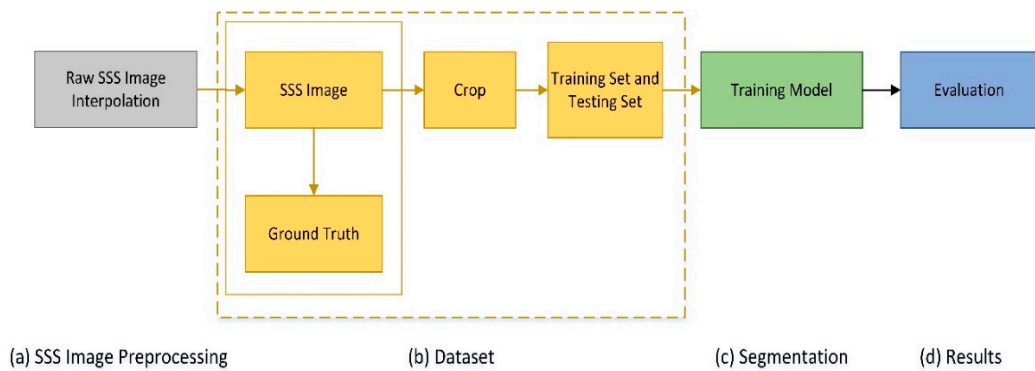 Raw SSS Image
Interpolation
SSS Image
Crop
Training Set and
Testing Set
Training Model
Evaluation
Ground Truth
(a) SSS Image Preprocessing
(b) Dataset
(c) Segmentation
(d) Results